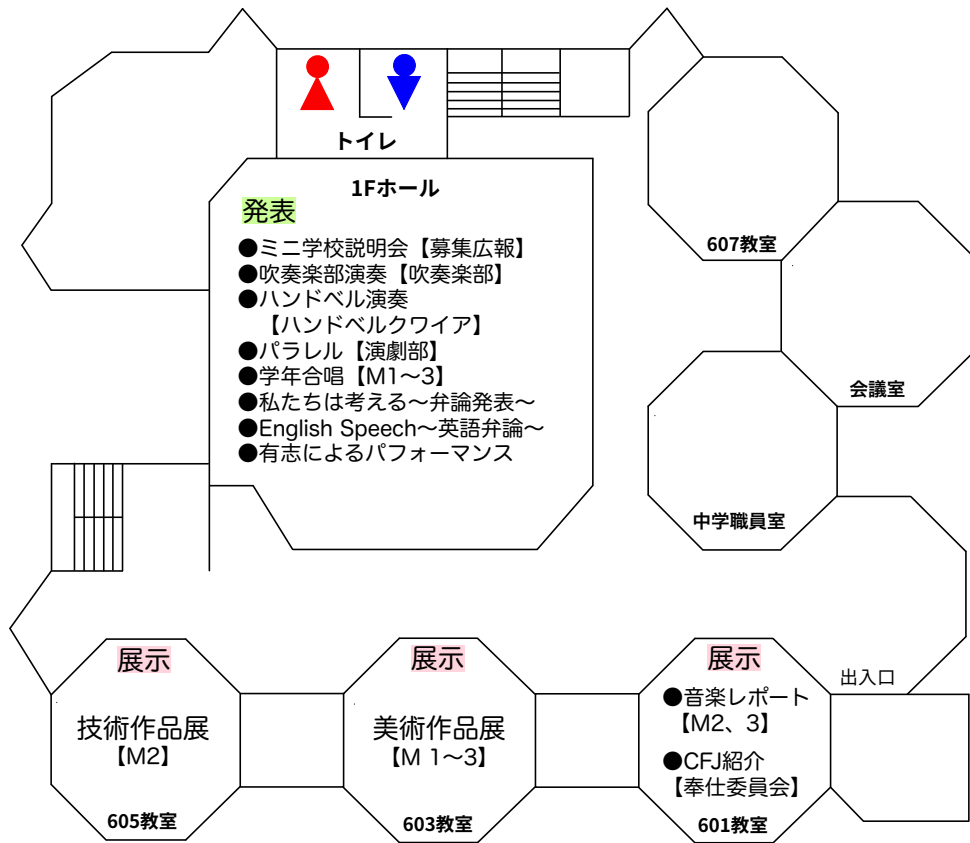 トイレ
1Fホール
発表
●ミニ学校説明会【募集広報】
●吹奏楽部演奏【吹奏楽部】
●ハンドベル演奏
【ハンドベルクワイア】
●パラレル【演劇部】
●学年合唱【M1～3】
●私たちは考える～弁論発表～
●English Speech～英語弁論～
●有志によるパフォーマンス
607教室
会議室
中学職員室
展示
技術作品展
【M2】
605教室
展示
美術作品展
【M 1～3】
603教室
展示
●音楽レポート
【M2、3】
●CFJ紹介
【奉仕委員会】
601教室
出入口